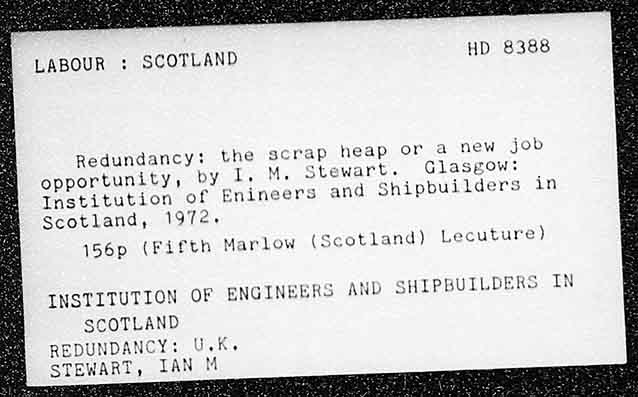 LABOUR : SCOTLAND HD 8388
Redundancy: the scrap heap or a new job
opportunity, by I. M. Stewart. Glasgow:
Institution of Enineers and Shipbuilders in
Scotland, 1972.
156p (Fifth Marlow (Scotland) Lecuture)
INSTITUTION OF ENGINEERS AND SHIPBUILDERS IN
SCOTLAND
REDUNDANCY: U.K.
STEWART, IAN M